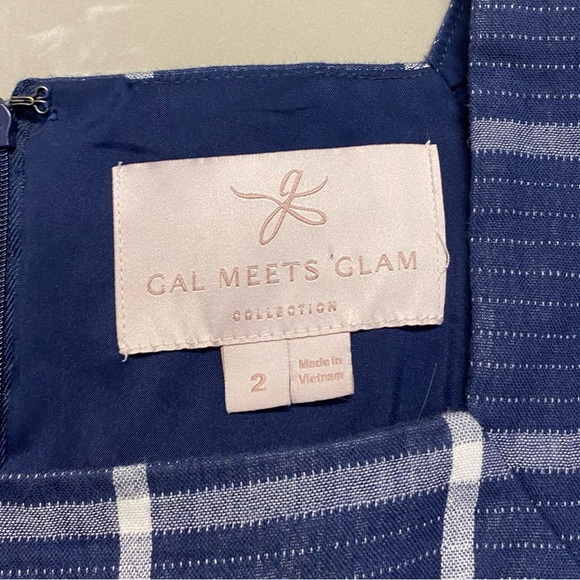 GAL MEETS GLAM
COLLECTION
2
Made in
Vietnam